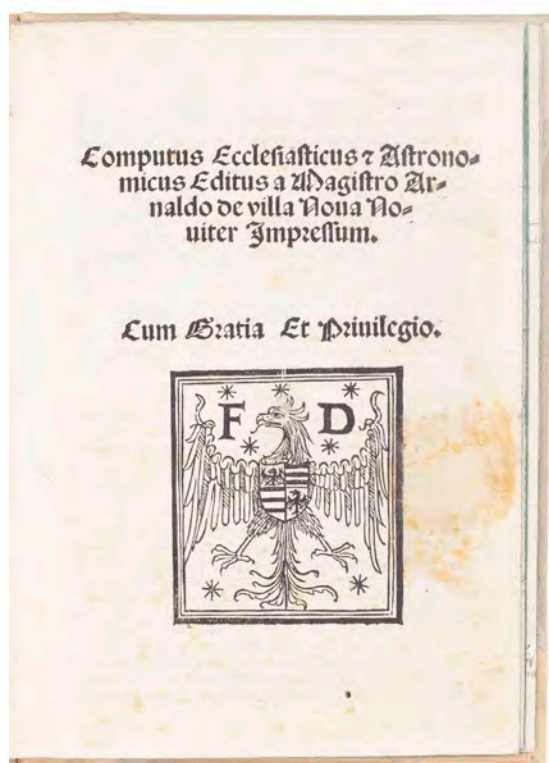 Computus Ecclesiasticus ⁊ Astrono⸗
micus Editus a Magistro Ar⸗
naldo de villa Noua No⸗
uiter Impressum.
Cum Gratia Et Priuilegio.
F D